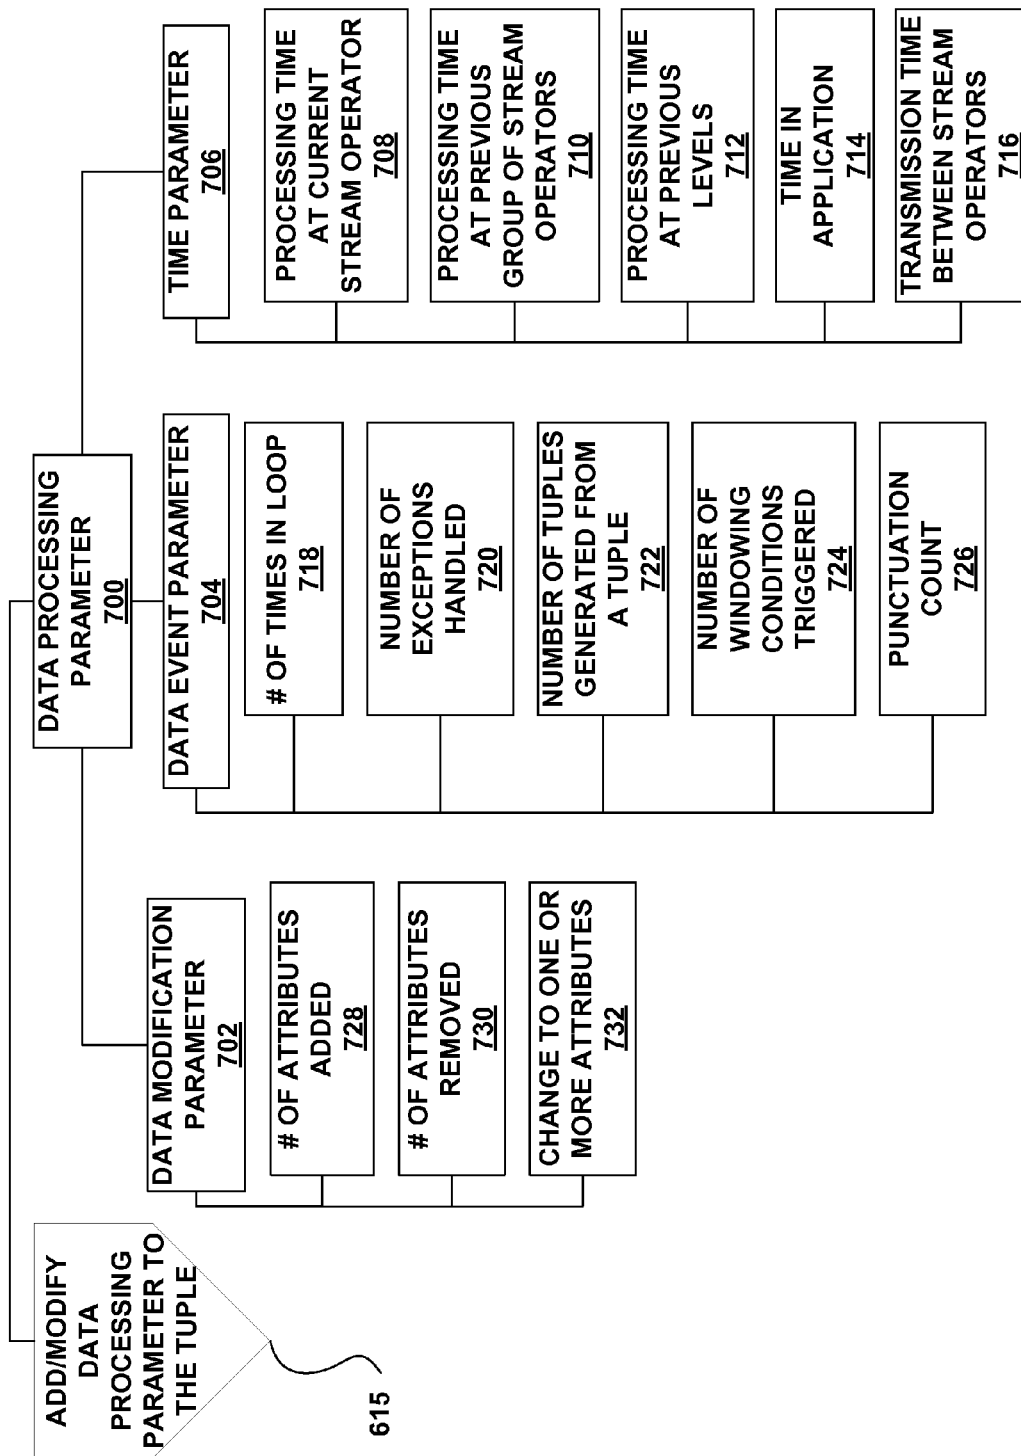 ADD/MODIFY
DATA
PROCESSING
PARAMETER TO
THE TUPLE
615
DATA PROCESSING
PARAMETER
700
DATA MODIFICATION
PARAMETER
702
# OF ATTRIBUTES
ADDED
728
# OF ATTRIBUTES
REMOVED
730
CHANGE TO ONE OR
MORE ATTRIBUTES
732
DATA EVENT PARAMETER
704
# OF TIMES IN LOOP
718
NUMBER OF
EXCEPTIONS
HANDLED
720
NUMBER OF TUPLES
GENERATED FROM
A TUPLE
722
NUMBER OF
WINDOWING
CONDITIONS
TRIGGERED
724
PUNCTUATION
COUNT
726
TIME PARAMETER
706
PROCESSING TIME
AT CURRENT
STREAM OPERATOR
708
PROCESSING TIME
AT PREVIOUS
GROUP OF STREAM
OPERATORS
710
PROCESSING TIME
AT PREVIOUS
LEVELS
712
TIME IN
APPLICATION
714
TRANSMISSION TIME
BETWEEN STREAM
OPERATORS
716